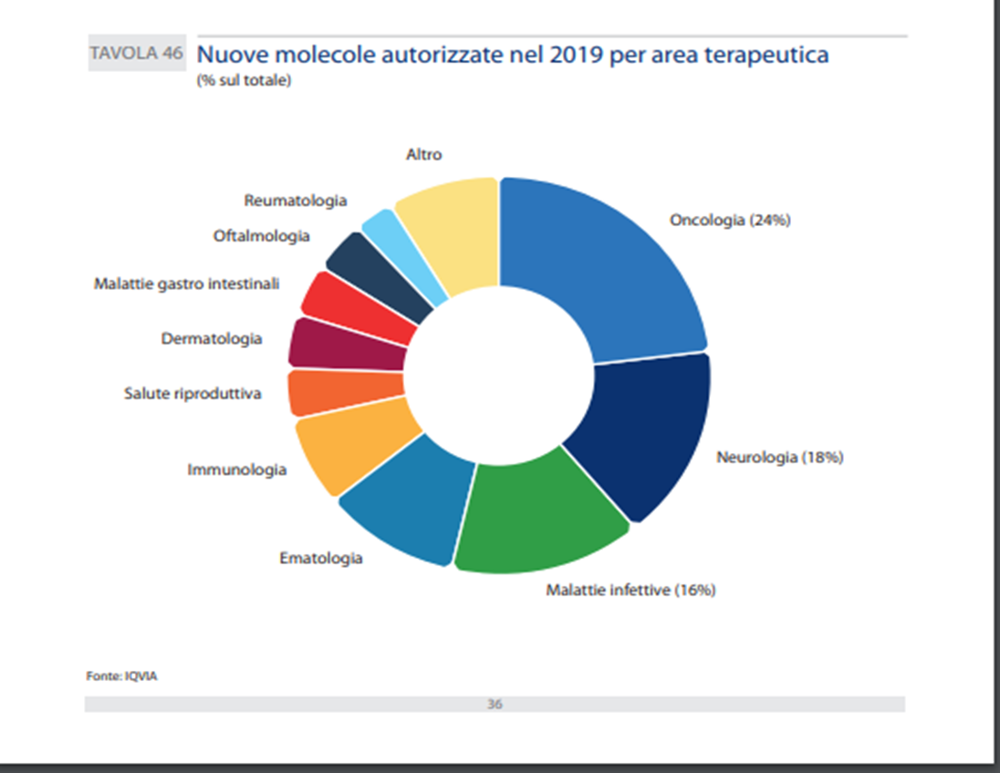 TAVOLA 46
Nuove molecole autorizzate nel 2019 per area terapeutica
(% sul totale)
Altro
Reumatologia
Oncologia (24%)
Oftalmologia
Malattie gastro intestinali
Dermatologia
Salute riproduttiva
Neurologia (18%)
Immunologia
Ematologia
Malattie infettive (16%)
Fonte: IQVIA
36